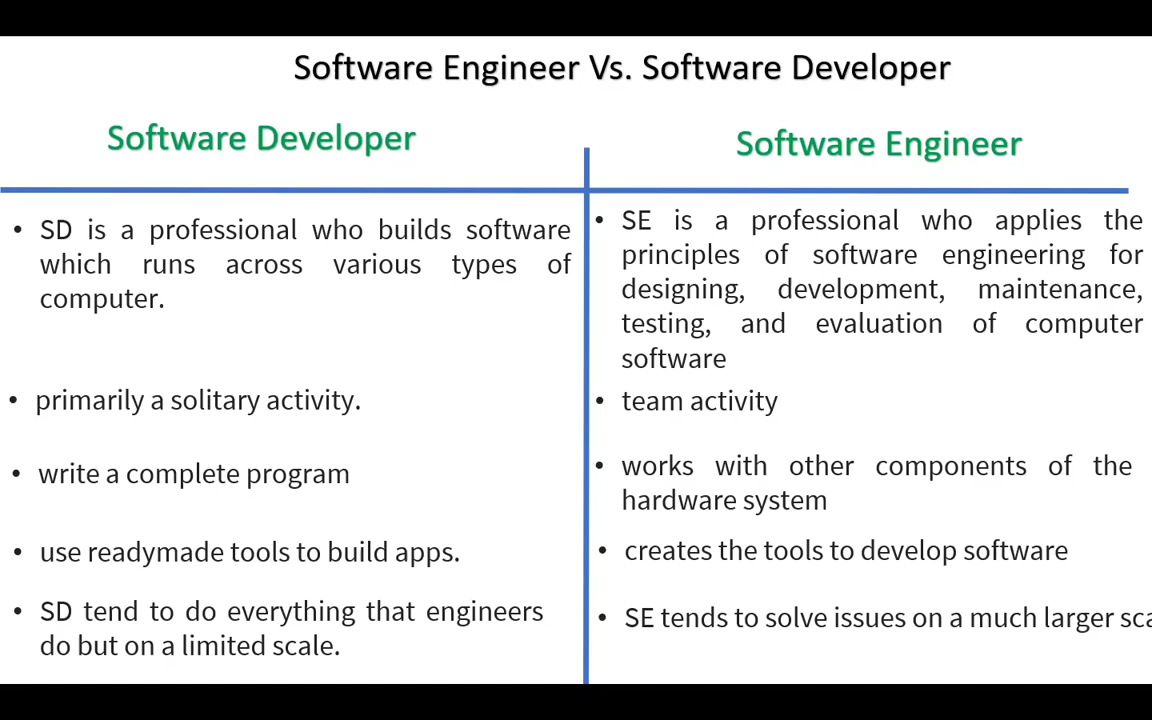 Software Engineer Vs. Software Developer
Software Developer
• SD is a professional who builds software
which runs across various types of
computer.
• primarily a solitary activity.
• write a complete program
• use readymade tools to build apps.
• SD tend to do everything that engineers
do but on a limited scale.
Software Engineer
• SE is a professional who applies the
principles of software engineering for
designing, development, maintenance,
testing, and evaluation of computer
software
• team activity
• works with other components of the
hardware system
• creates the tools to develop software
• SE tends to solve issues on a much larger